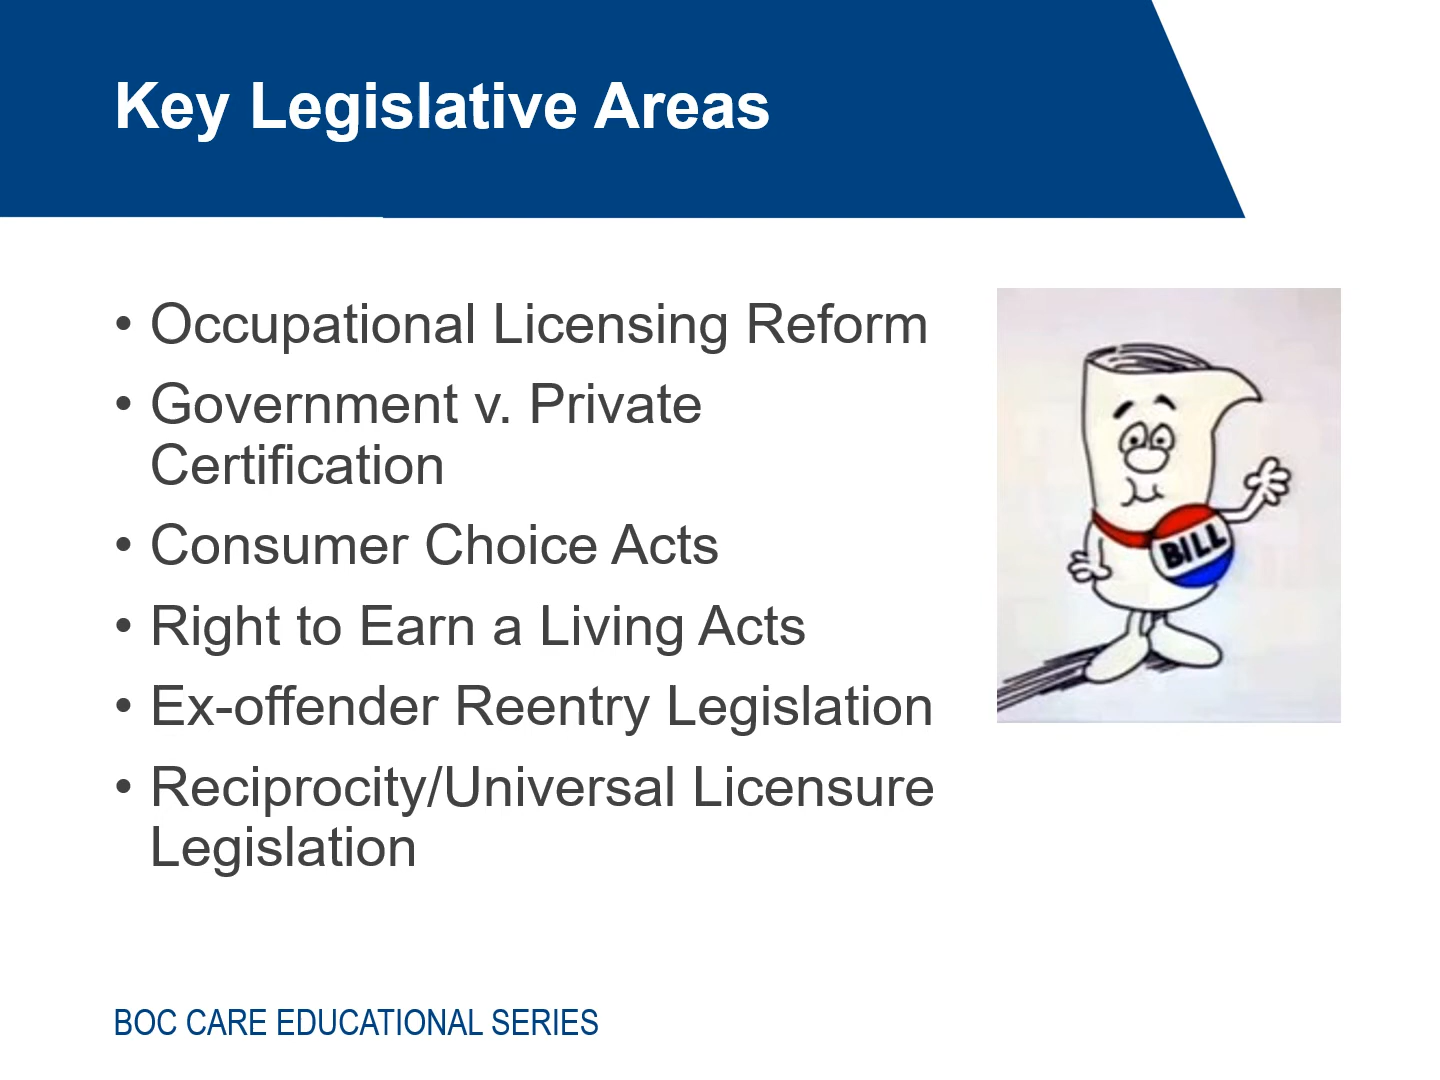 Key Legislative Areas
• Occupational Licensing Reform
• Government v. Private
Certification
• Consumer Choice Acts
• Right to Earn a Living Acts
• Ex-offender Reentry Legislation
• Reciprocity/Universal Licensure
Legislation
BILL
BOC CARE EDUCATIONAL SERIES